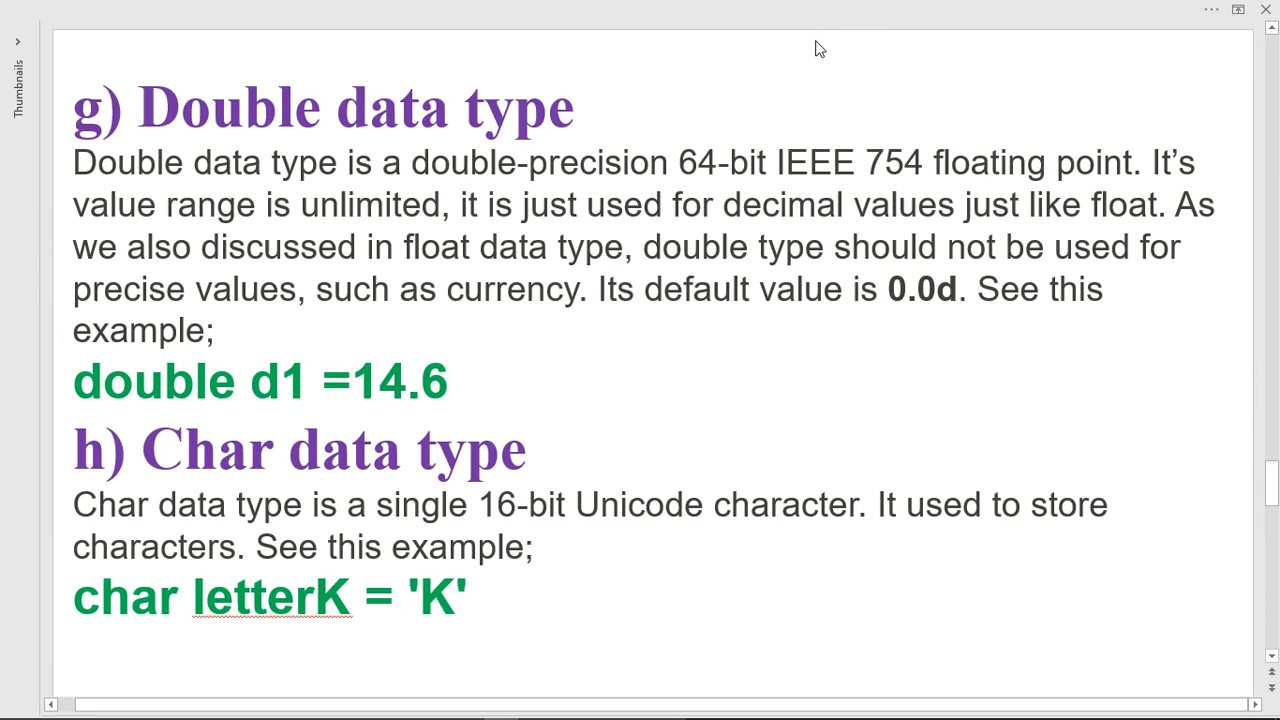 Thumbnails
g) Double data type
Double data type is a double-precision 64-bit IEEE 754 floating point. It’s
value range is unlimited, it is just used for decimal values just like float. As
we also discussed in float data type, double type should not be used for
precise values, such as currency. Its default value is 0.0d. See this
example;
double d1 =14.6
h) Char data type
Char data type is a single 16-bit Unicode character. It used to store
characters. See this example;
char letterK = 'K'